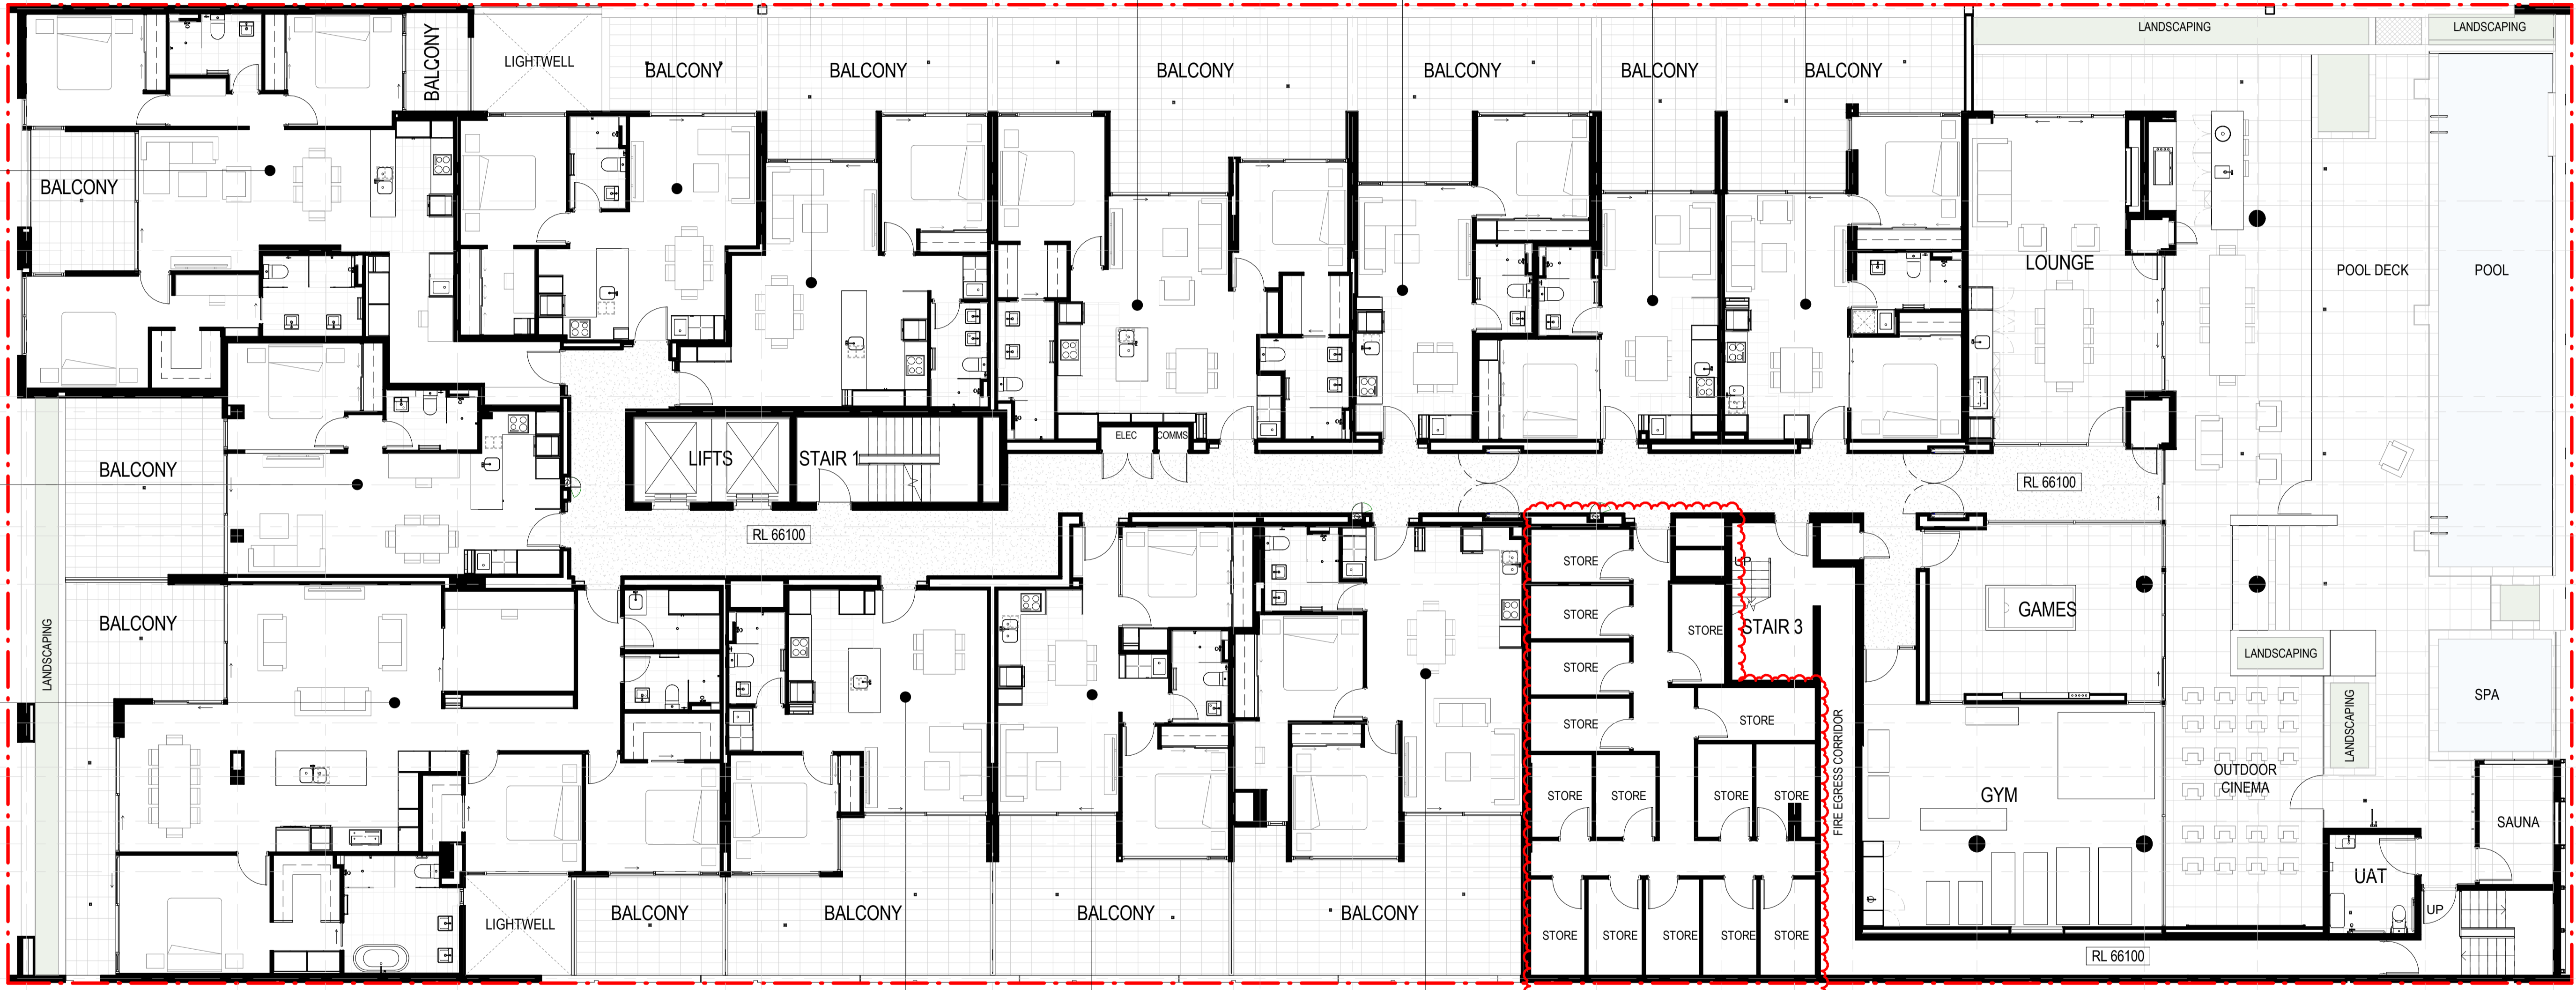 LANDSCAPING
LANDSCAPING
BALCONY
LIGHTWELL
BALCONY
BALCONY
BALCONY
BALCONY
BALCONY
BALCONY
BALCONY
LOUNGE
POOL DECK
POOL
ELEC
COMMS
LIFTS
STAIR 1
BALCONY
RL 66100
RL 66100
STORE
UP
STORE
GAMES
BALCONY
STORE
STAIR 3
LANDSCAPING
STORE
LANDSCAPING
SPA
STORE
STORE
LANDSCAPING
FIRE EGRESS CORRIDOR
OUTDOOR
CINEMA
STORE
STORE
STORE
STORE
GYM
SAUNA
UAT
LIGHTWELL
BALCONY
BALCONY
BALCONY
BALCONY
UP
STORE
STORE
STORE
STORE
STORE
RL 66100